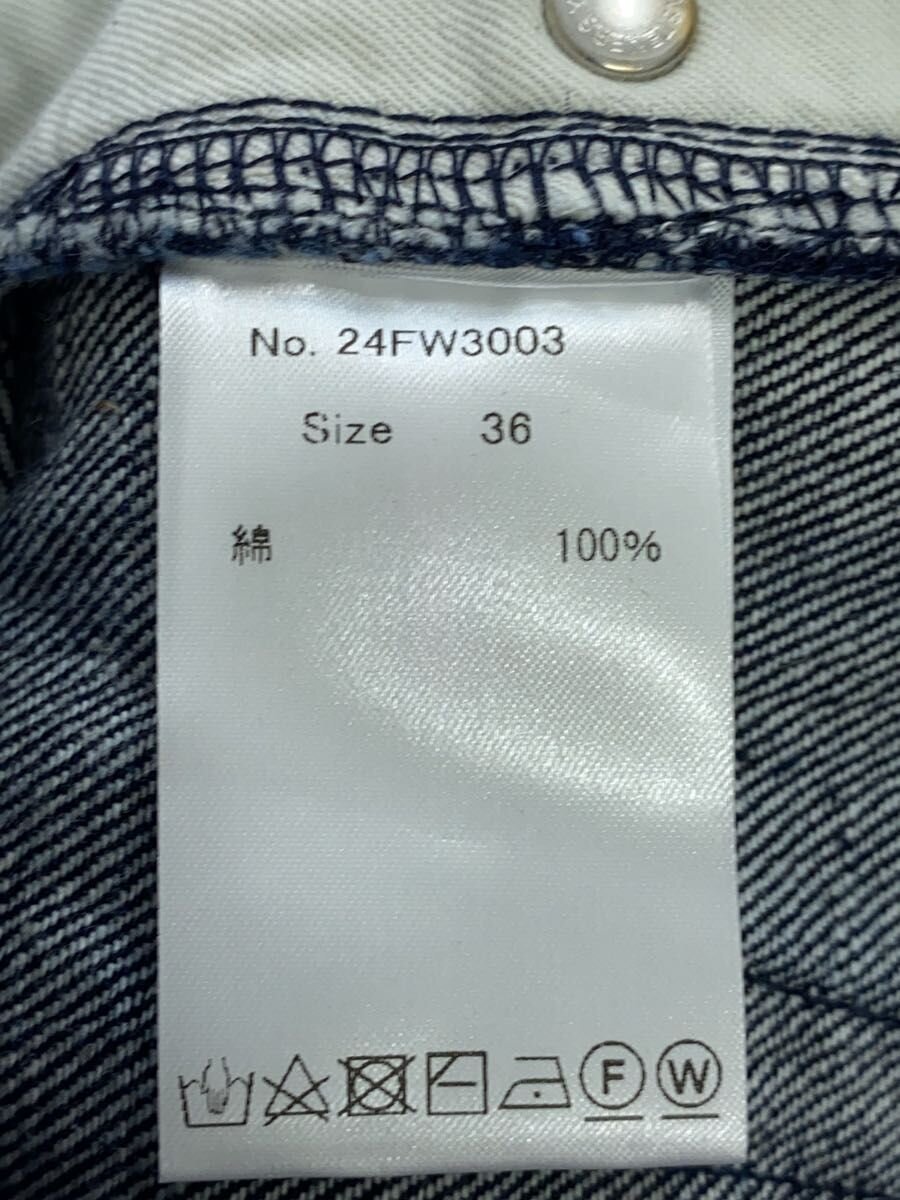 No. 24FW3003
Size 36
綿 100%
F W